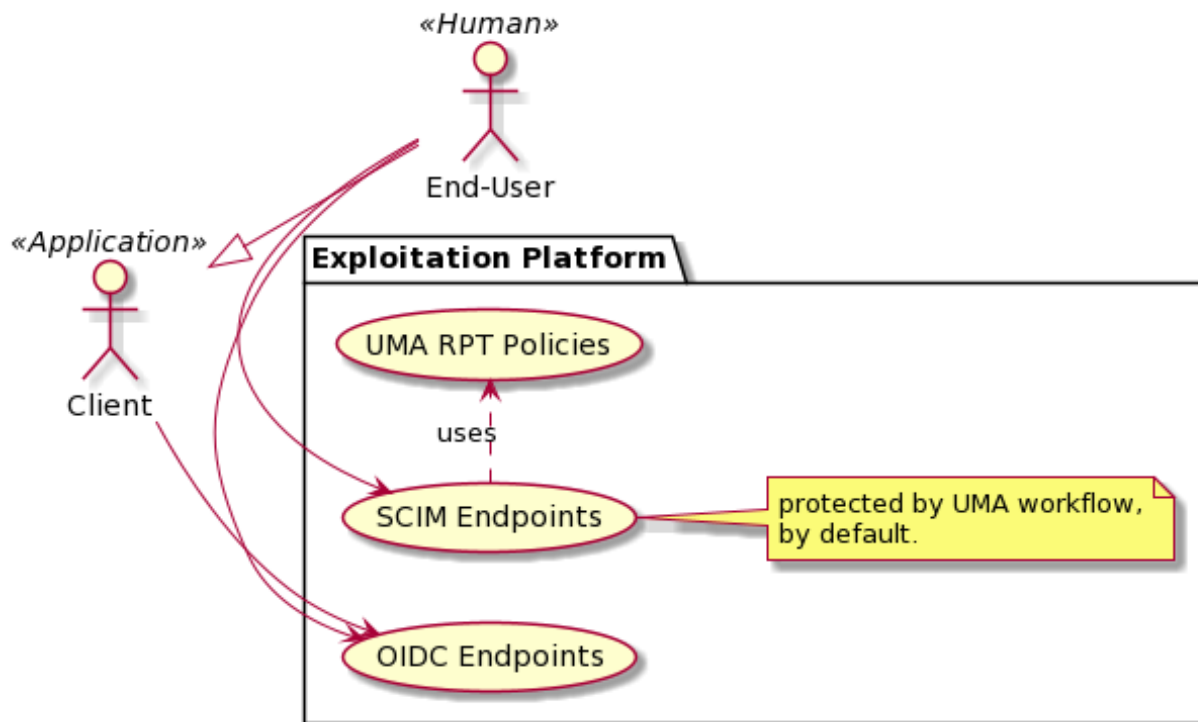 «Human»
End-User
«Application»
Client
Exploitation Platform
UMA RPT Policies
uses
SCIM Endpoints
protected by UMA workflow,
by default.
OIDC Endpoints